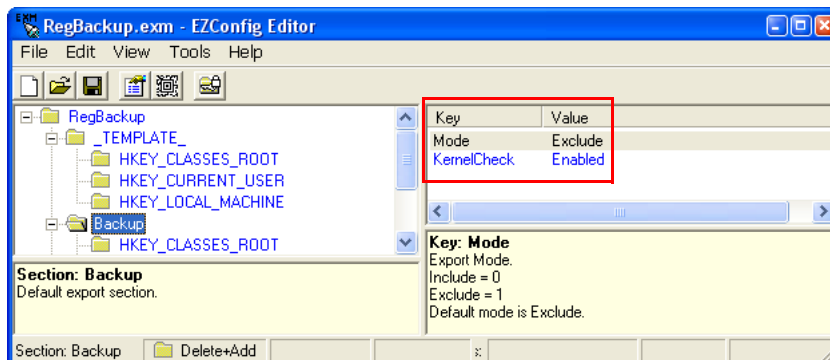 EXM
RegBackup.exm - EZConfig Editor
File Edit View Tools Help
RegBackup
_TEMPLATE_
HKEY_CLASSES_ROOT
HKEY_CURRENT_USER
HKEY_LOCAL_MACHINE
Backup
HKEY_CLASSES_ROOT
Section: Backup
Default export section.
Key Value
Mode Exclude
KernelCheck Enabled
Key: Mode
Export Mode.
Include = 0
Exclude = 1
Default mode is Exclude.
Section: Backup Delete+Add